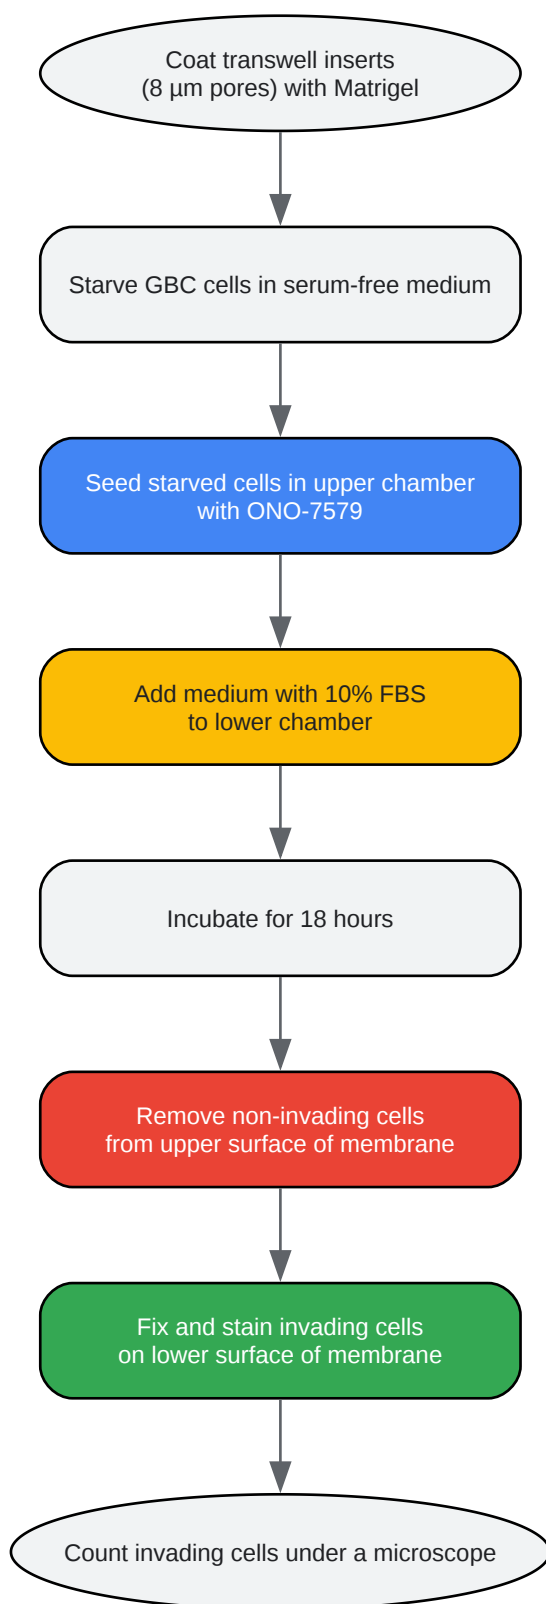 Coat transwell inserts
(8 µm pores) with Matrigel
Starve GBC cells in serum-free medium
Seed starved cells in upper chamber
with ONO-7579
Add medium with 10% FBS
to lower chamber
Incubate for 18 hours
Remove non-invading cells
from upper surface of membrane
Fix and stain invading cells
on lower surface of membrane
Count invading cells under a microscope